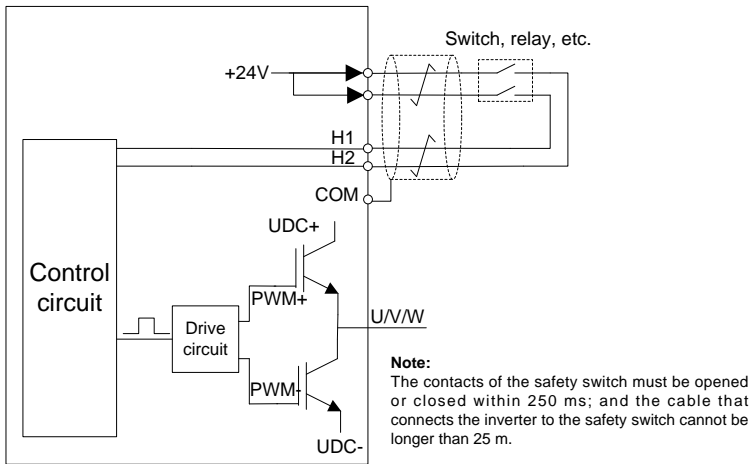 Switch, relay, etc.
+24V
H1
H2
COM
UDC+
Control
circuit
PWM+
Drive
circuit
U/V/W
PWM-
UDC-
Note:
The contacts of the safety switch must be opened
or closed within 250 ms; and the cable that
connects the inverter to the safety switch cannot be
longer than 25 m.